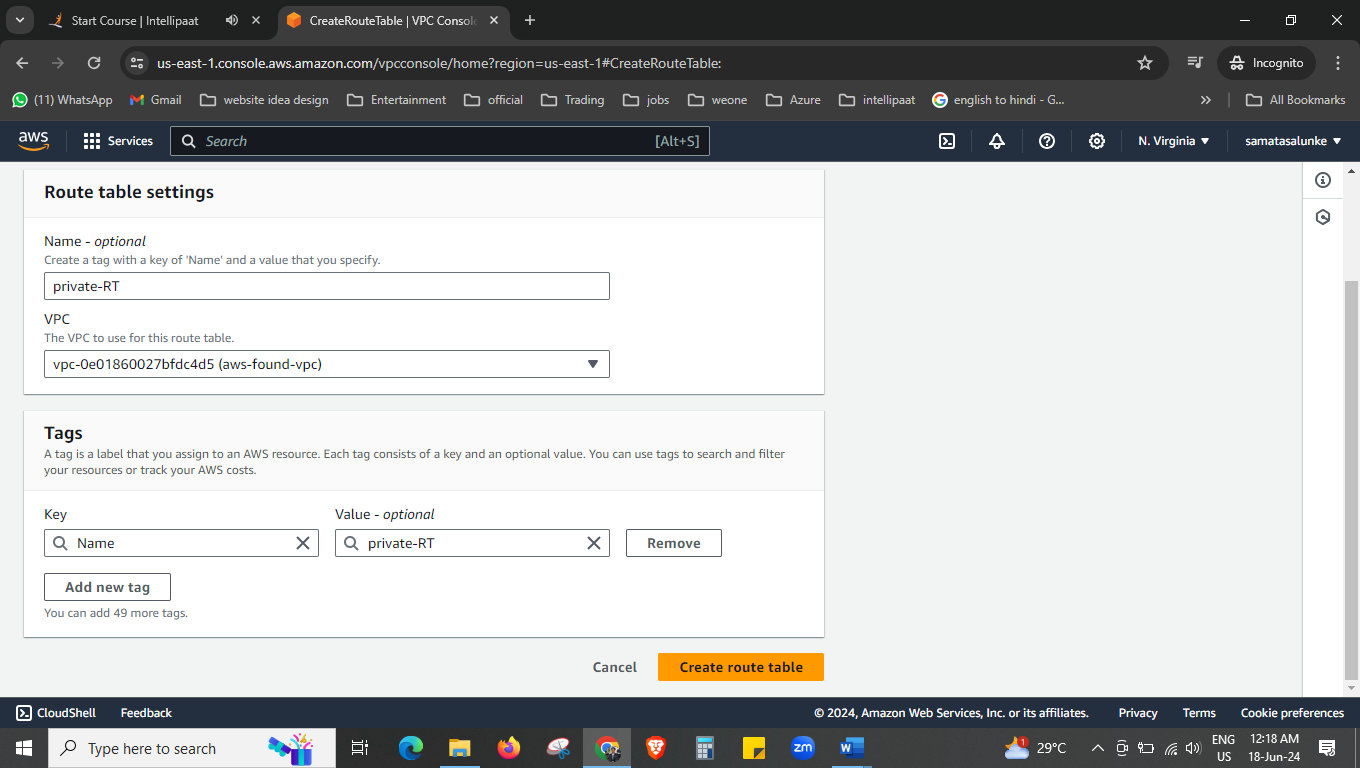 Start Course | Intellipaat
CreateRouteTable | VPC Console
us-east-1.console.aws.amazon.com/vpcconsole/home?region=us-east-1#CreateRouteTable:
Incognito
(11) WhatsApp
Gmail
website idea design
Entertainment
official
Trading
jobs
weone
Azure
intellipaat
english to hindi - G...
All Bookmarks
aws
Services
Search
[Alt+S]
N. Virginia
samatasalunke
Route table settings
Name - optional
Create a tag with a key of 'Name' and a value that you specify.
private-RT
VPC
The VPC to use for this route table.
vpc-0e01860027bfdc4d5 (aws-found-vpc)
Tags
A tag is a label that you assign to an AWS resource. Each tag consists of a key and an optional value. You can use tags to search and filter
your resources or track your AWS costs.
Key
Value - optional
Name
private-RT
Remove
Add new tag
You can add 49 more tags.
Cancel
Create route table
CloudShell
Feedback
© 2024, Amazon Web Services, Inc. or its affiliates.
Privacy
Terms
Cookie preferences
Type here to search
zm
W
1
29°C
ENG
US
12:18 AM
18-Jun-24